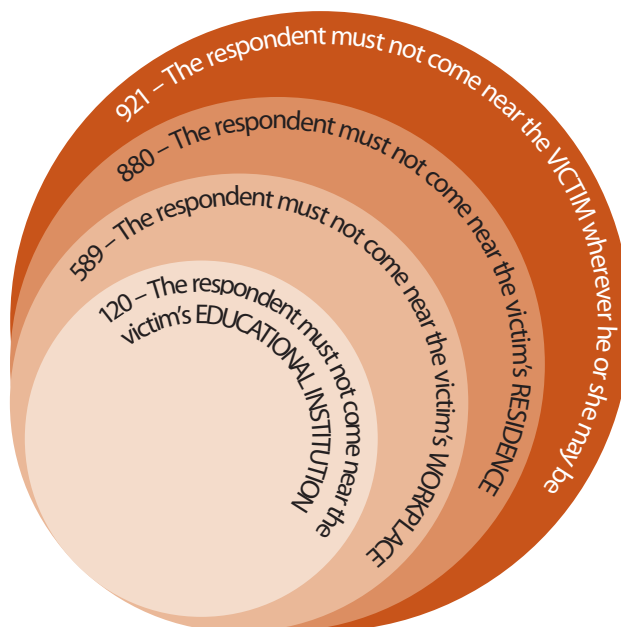 921 – The respondent must not come near the VICTIM wherever he or she may be
880 – The respondent must not come near the victim's RESIDENCE
589 – The respondent must not come near the victim's WORKPLACE
120 – The respondent must not come near the
victim's EDUCATIONAL INSTITUTION